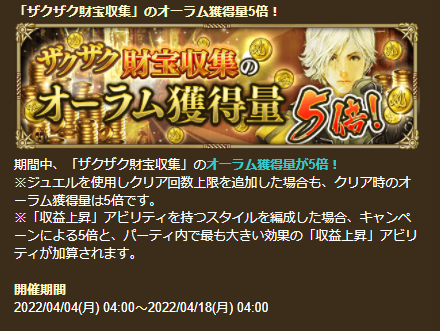 「ザクザク財宝収集」のオーラム獲得量5倍！
ザクザク財宝収集の
オーラム獲得量5倍!
期間中、「ザクザク財宝収集」のオーラム獲得量が5倍！
※ジュエルを使用しクリア回数上限を追加した場合も、クリア時のオ
ーラム獲得量は5倍です。
※「収益上昇」アビリティを持つスタイルを編成した場合、キャンペ
ーンによる5倍と、パーティ内で最も大きい効果の「収益上昇」アビリ
ティが加算されます。
開催期間
2022/04/04(月) 04:00～2022/04/18(月) 04:00